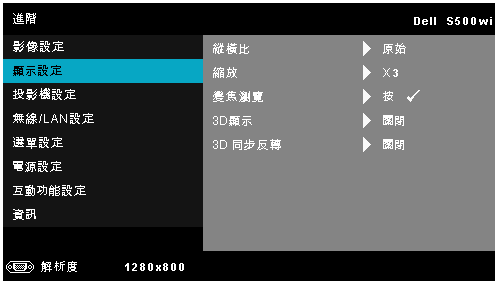 進階 Dell S500wi
影像設定
顯示設定
投影機設定
無線/LAN設定
選單設定
電源設定
互動功能設定
資訊
縱橫比 原始
縮放 X3
變焦瀏覽 按
3D顯示 關閉
3D 同步反轉 關閉
解析度 1280x800